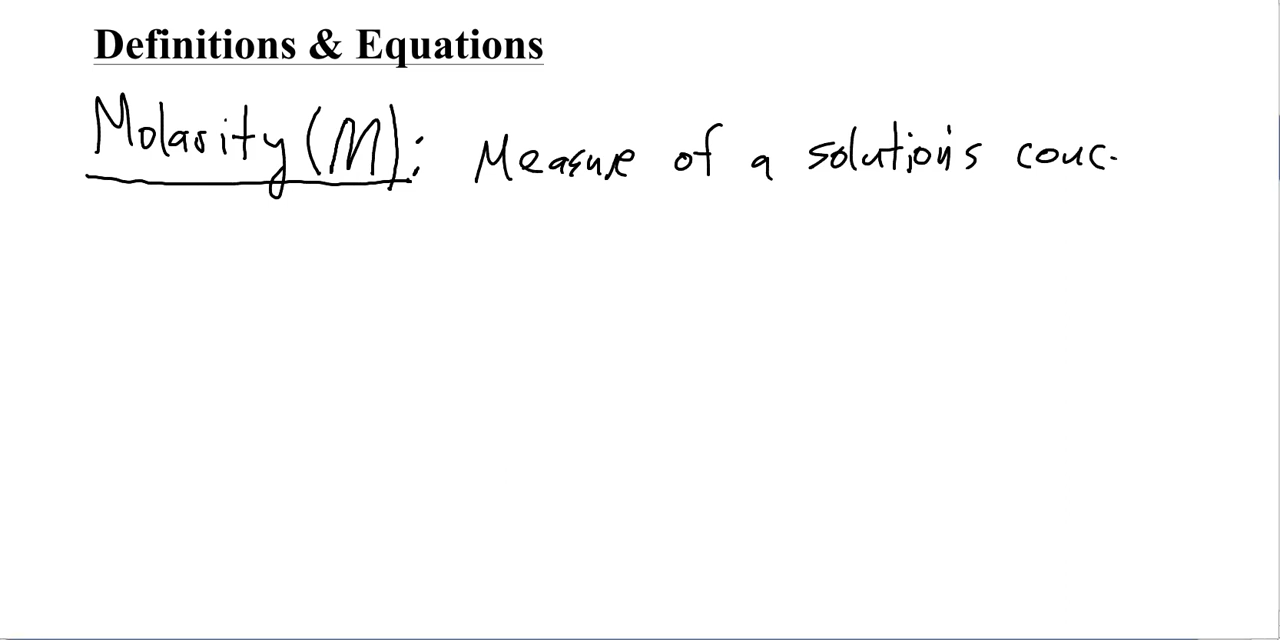 Definitions & Equations
Molarity (M): Measure of a solution's conc.